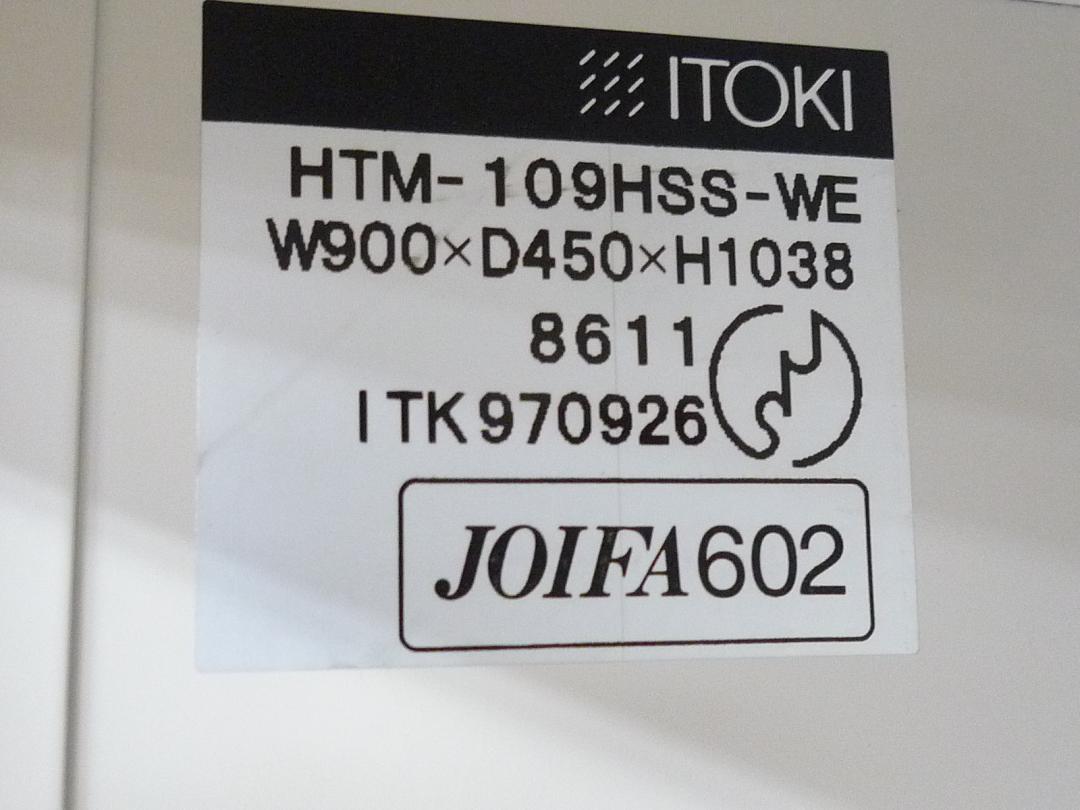 ITOKI
HTM-109HSS-WE
W900×D450×H1038
8611
ITK970926
JOIFA602